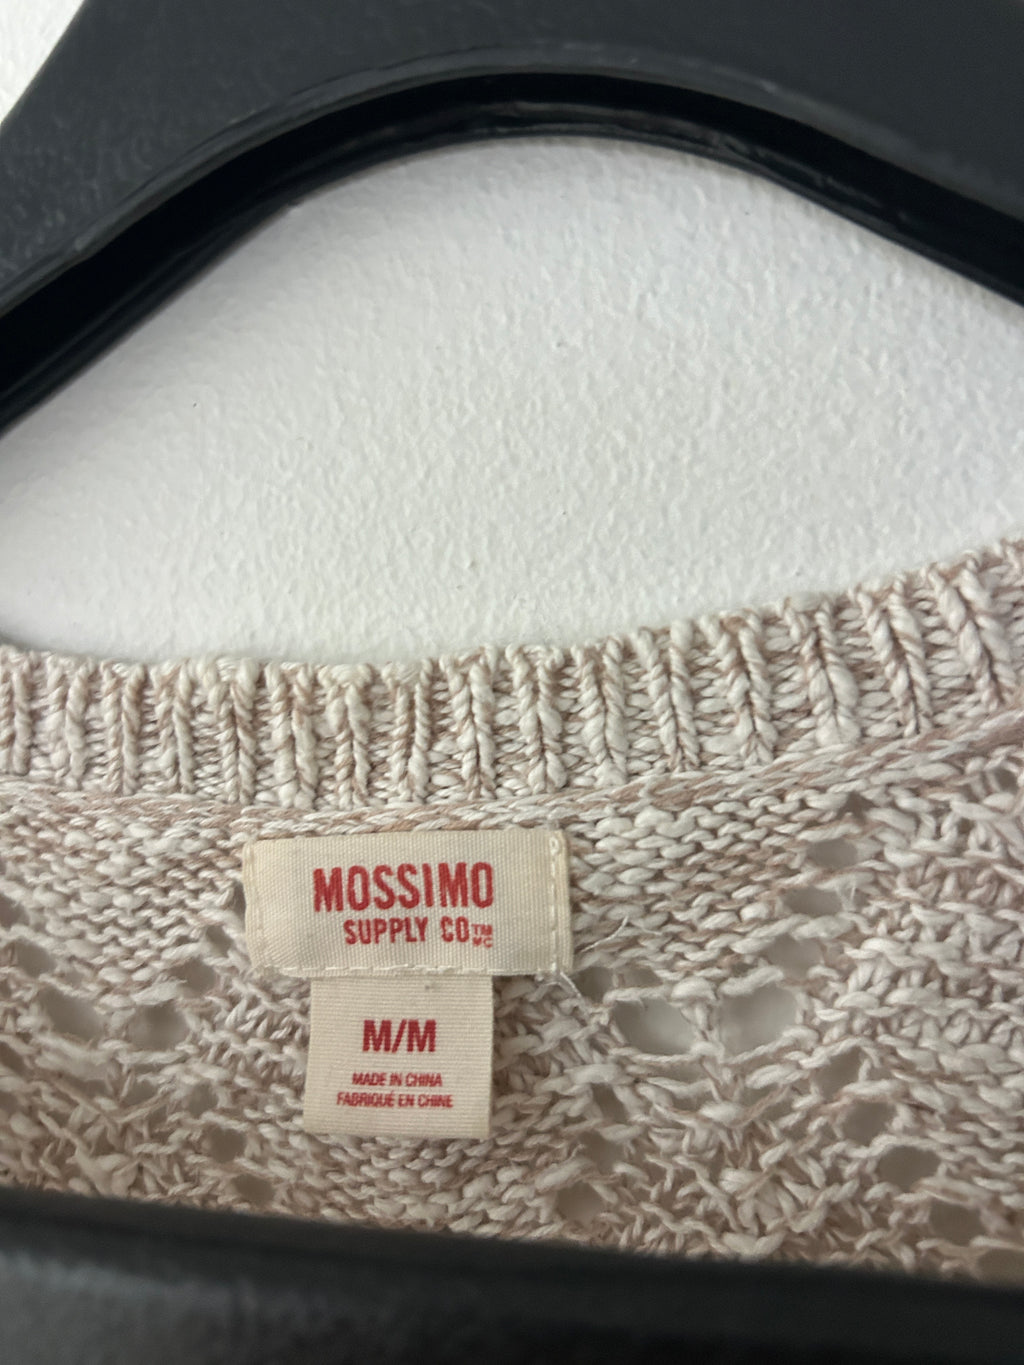 MOSSIMO
SUPPLY CO TM MC
M/M
MADE IN CHINA
FABRIQUÉ EN CHINE